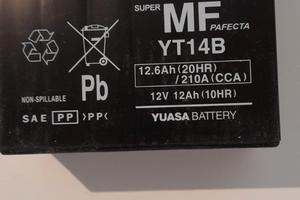 SUPER
MF
PAFECTA
YT14B
12.6Ah(20HR)
/210A(CCA)
12V 12Ah(10HR)
YUASA BATTERY
Pb
NON-SPILLABLE
SAE PP >PP<